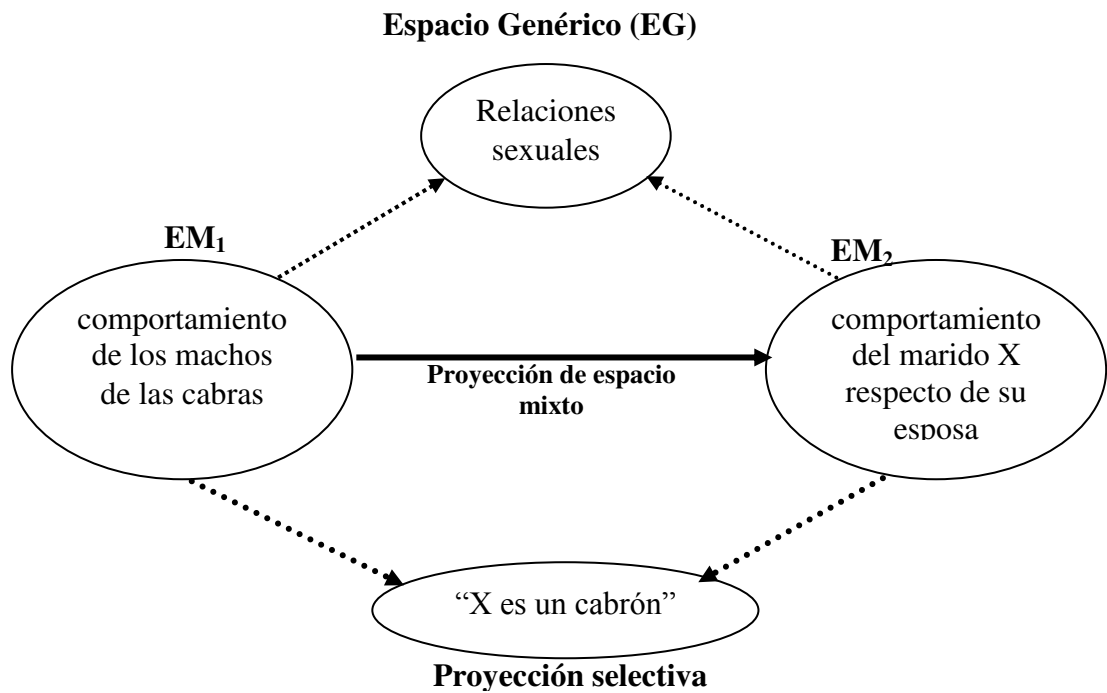 Espacio Genérico (EG)
Relaciones
sexuales
EM₁
EM₂
comportamiento
de los machos
de las cabras
Proyección de espacio
mixto
comportamiento
del marido X
respecto de su
esposa
“X es un cabrón”
Proyección selectiva